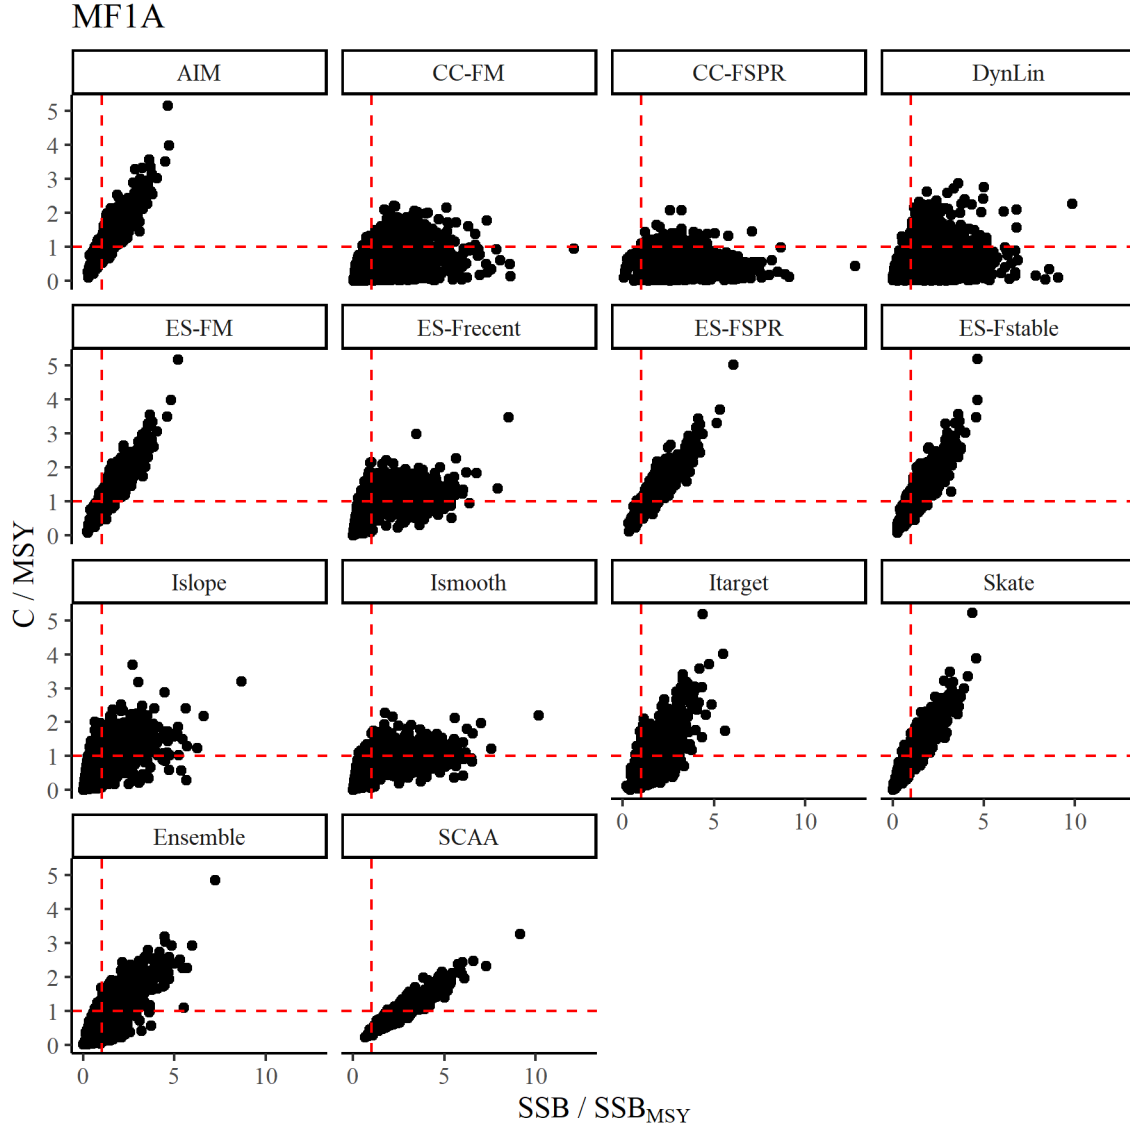 MF1A
AIM CC-FM CC-FSPR DynLin
5
4
3
2
1
0
ES-FM ES-Frecent ES-FSPR ES-Fstable
5
4
3
2
1
0
C / MSY
Islope Ismooth Itarget Skate
5
4
3
2
1
0
0 5 10 0 5 10
Ensemble SCAA
5
4
3
2
1
0
0 5 10 0 5 10
SSB / SSBMSY